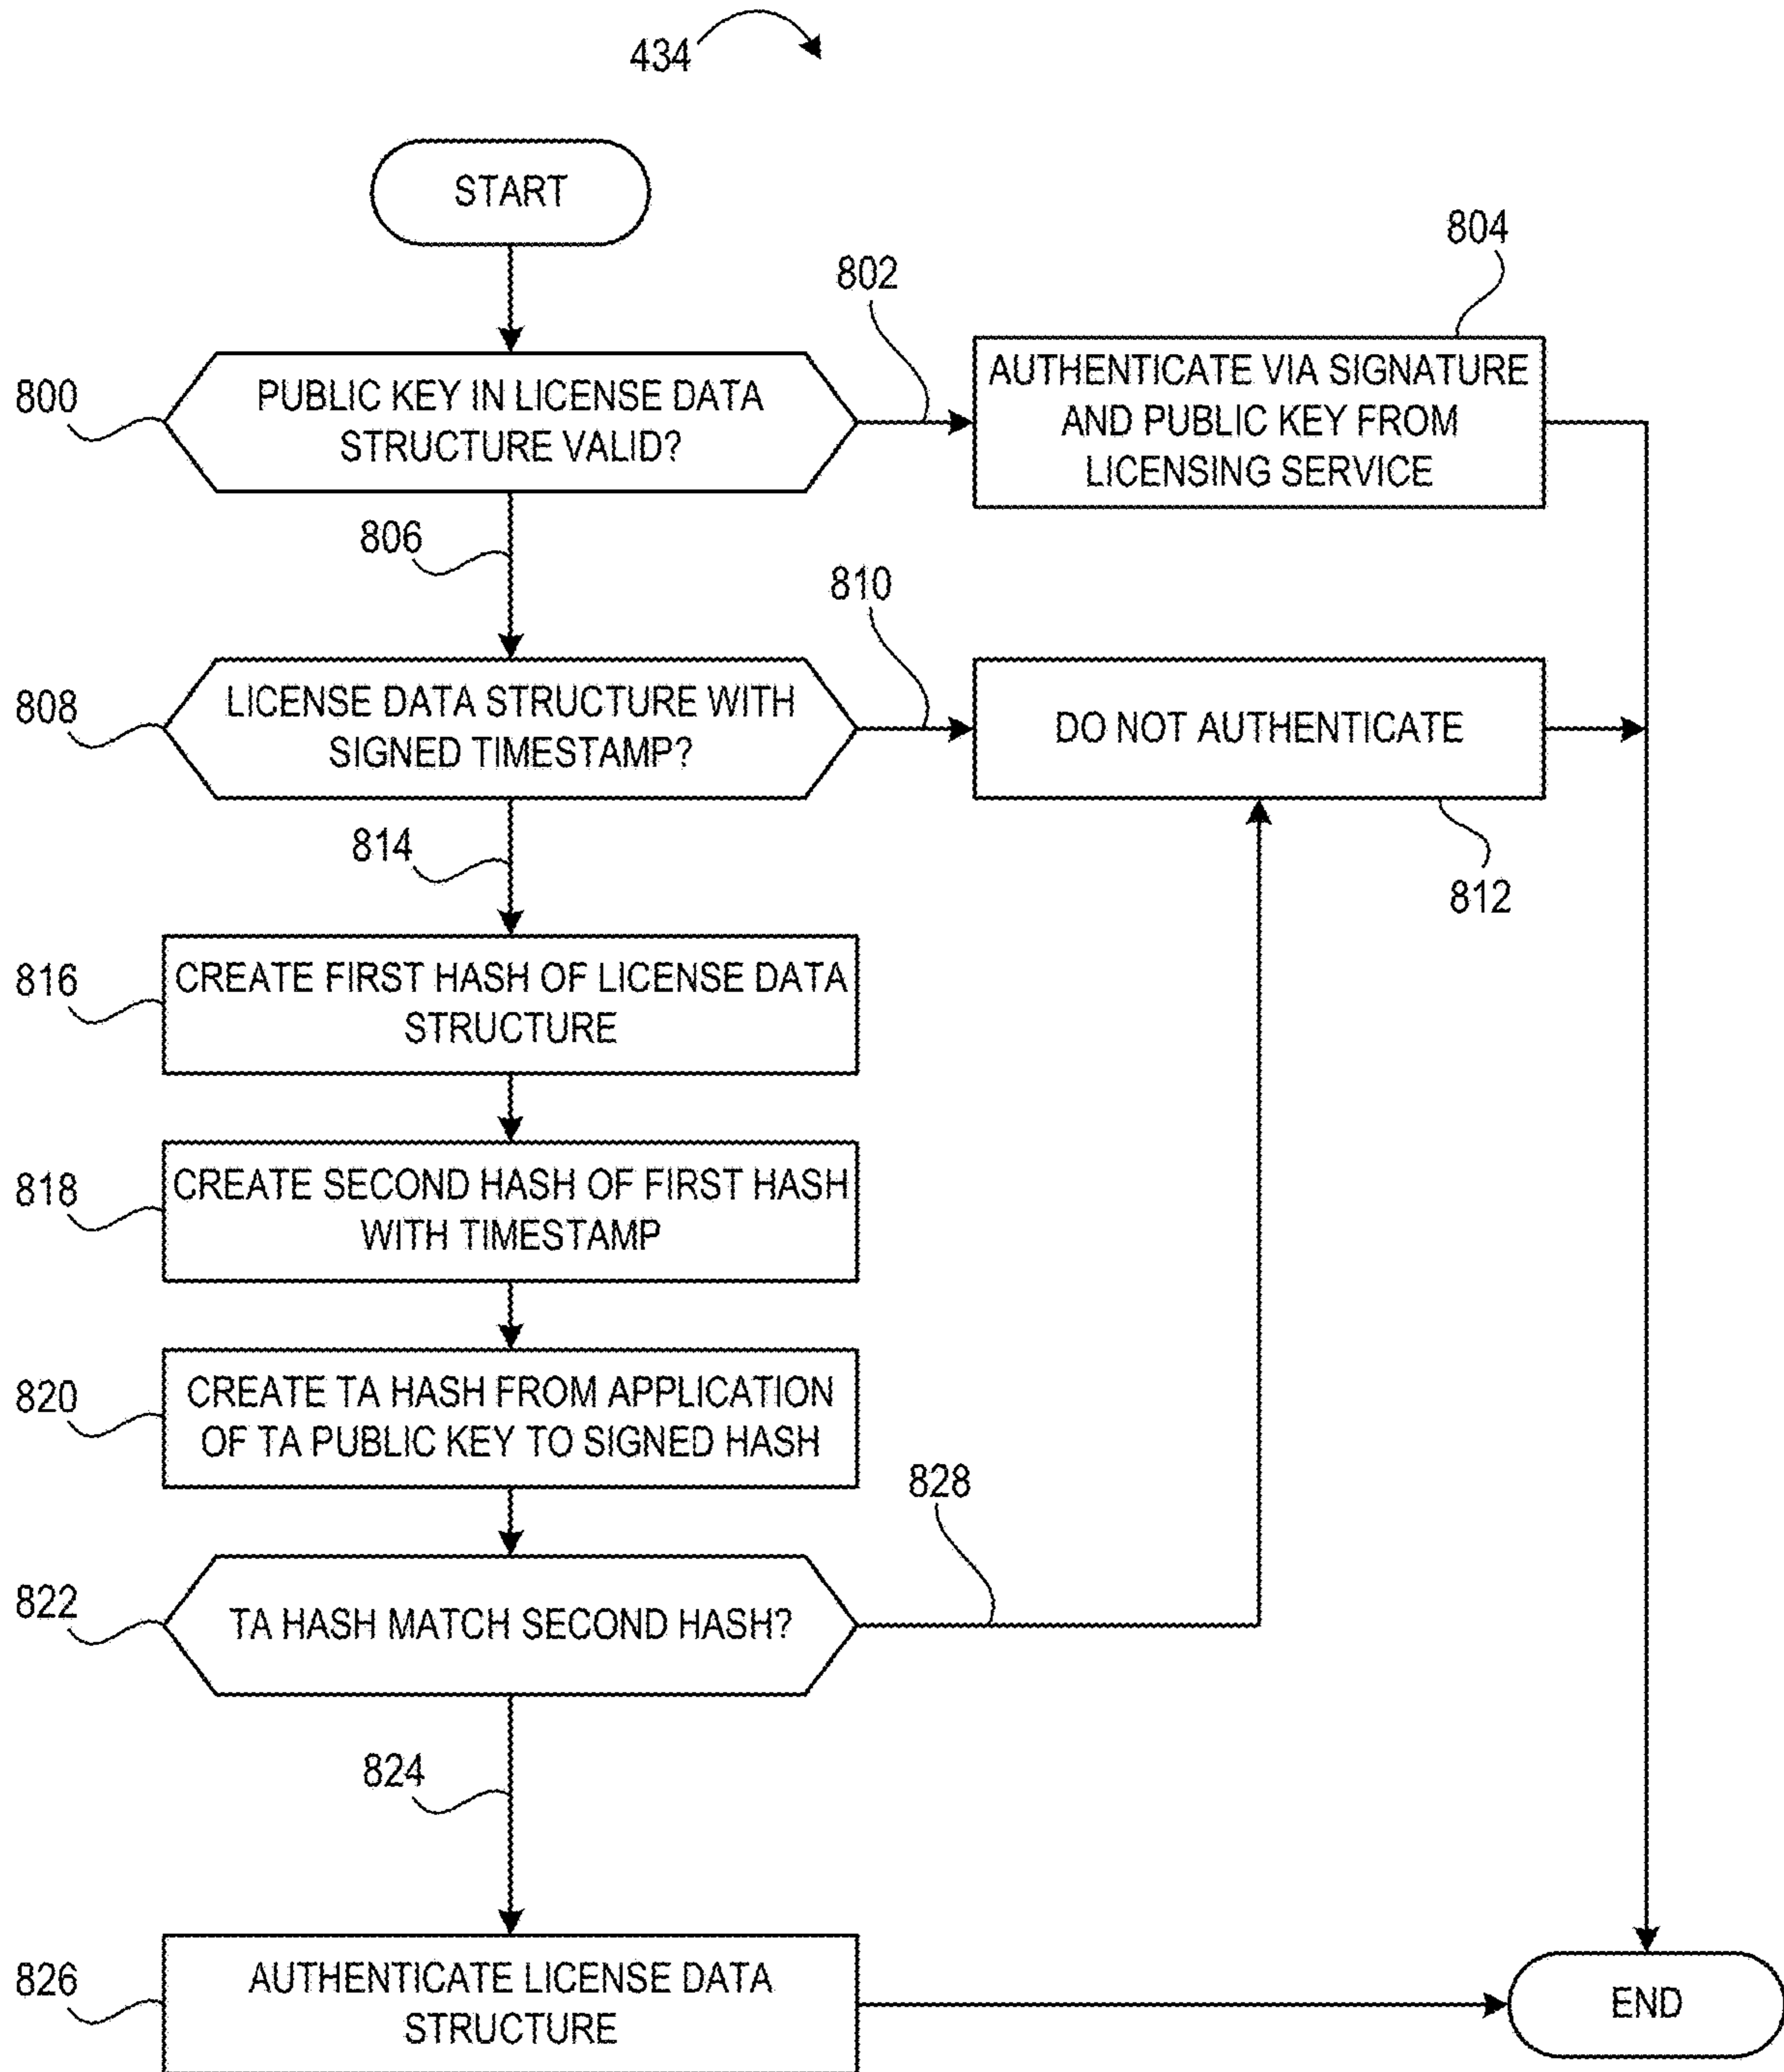 434
START
802
804
800
PUBLIC KEY IN LICENSE DATA
STRUCTURE VALID?
AUTHENTICATE VIA SIGNATURE
AND PUBLIC KEY FROM
LICENSING SERVICE
806
810
808
LICENSE DATA STRUCTURE WITH
SIGNED TIMESTAMP?
DO NOT AUTHENTICATE
814
812
816
CREATE FIRST HASH OF LICENSE DATA
STRUCTURE
818
CREATE SECOND HASH OF FIRST HASH
WITH TIMESTAMP
820
CREATE TA HASH FROM APPLICATION
OF TA PUBLIC KEY TO SIGNED HASH
828
822
TA HASH MATCH SECOND HASH?
824
826
AUTHENTICATE LICENSE DATA
STRUCTURE
END